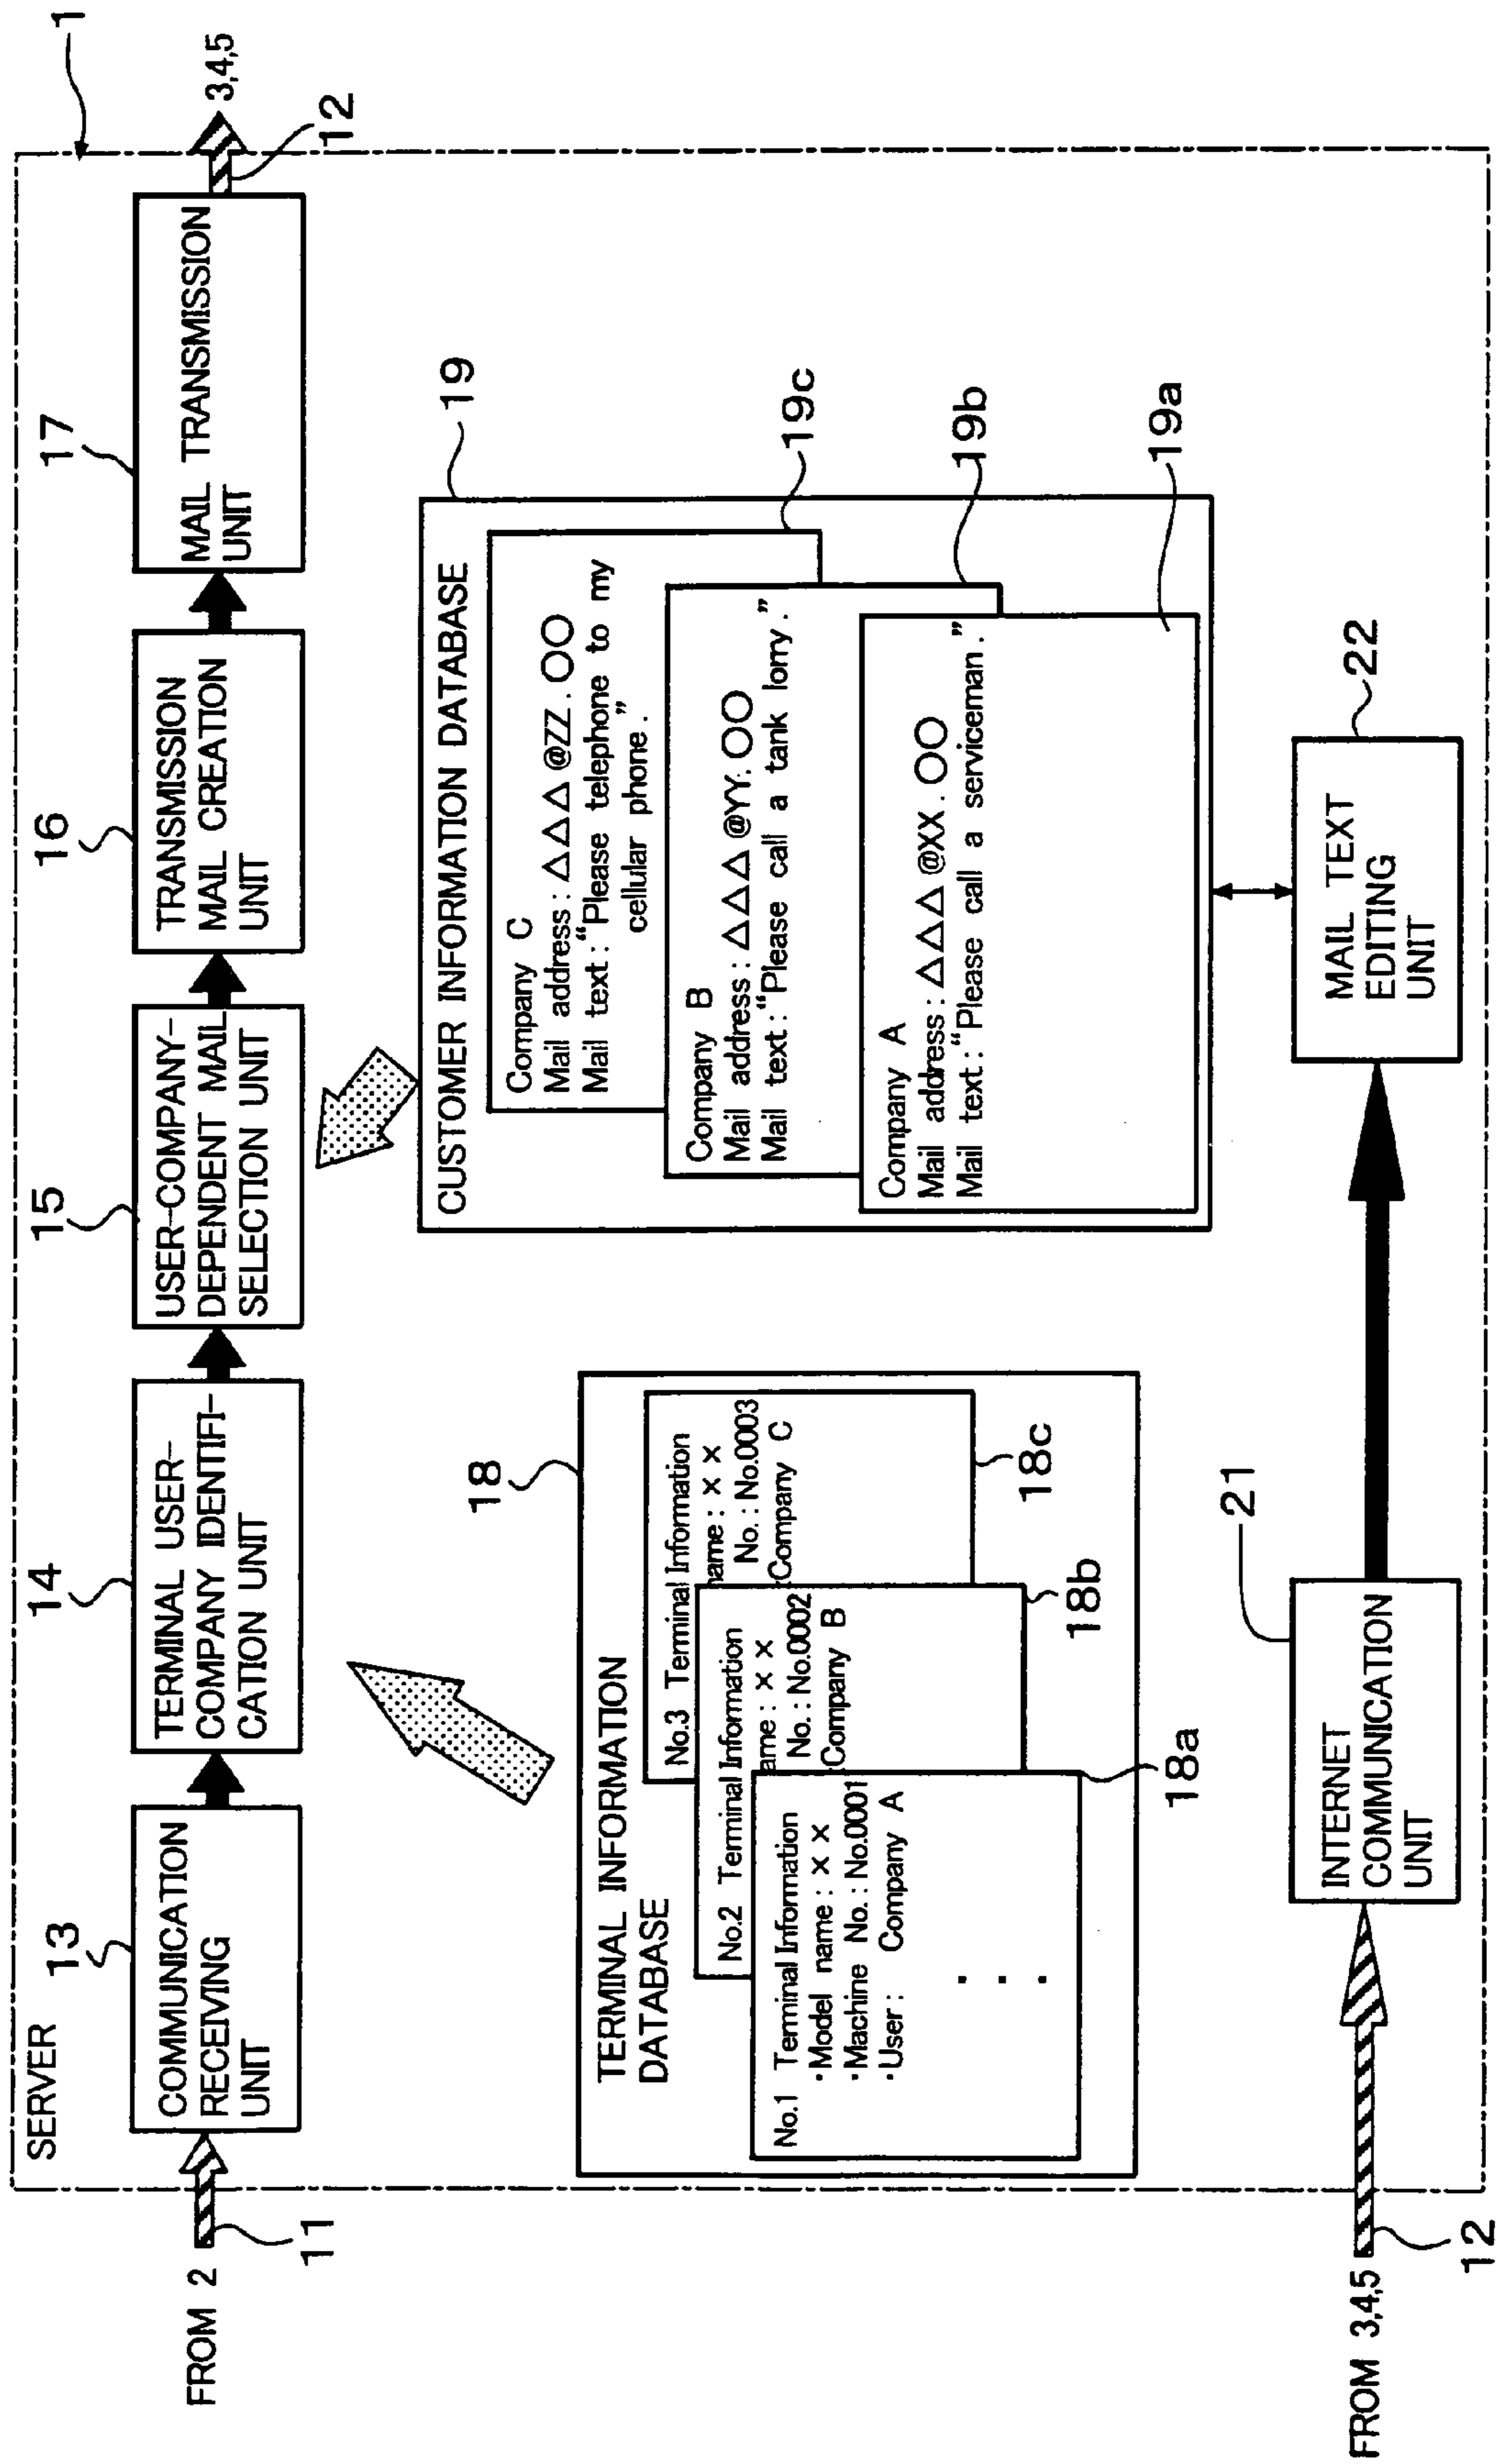 1
SERVER
FROM 2
11
13
COMMUNICATION
RECEIVING
UNIT
14
TERMINAL USER-
COMPANY IDENTIFI-
CATION UNIT
15
USER-COMPANY-
DEPENDENT MAIL
SELECTION UNIT
16
TRANSMISSION
MAIL CREATION
UNIT
17
MAIL TRANSMISSION
UNIT
12
3,4,5
18
TERMINAL INFORMATION
DATABASE
No.3 Terminal Information
name : × ×
No. : No.0003
Company C
18c
No.2 Terminal Information
ame : × ×
No. : No.0002
Company B
18b
No.1 Terminal Information
・Model name : × ×
・Machine No. : No.0001
・User : Company A
· · ·
18a
19
CUSTOMER INFORMATION DATABASE
Company C
Mail address : △△△@ZZ.○○
Mail text : “Please telephone to my
cellular phone.”
19c
Company B
Mail address : △△△@YY.○○
Mail text : “Please call a tank lorry.”
19b
Company A
Mail address : △△△@XX.○○
Mail text : “Please call a serviceman.”
19a
FROM 3,4,5
12
21
INTERNET
COMMUNICATION
UNIT
22
MAIL TEXT
EDITING
UNIT